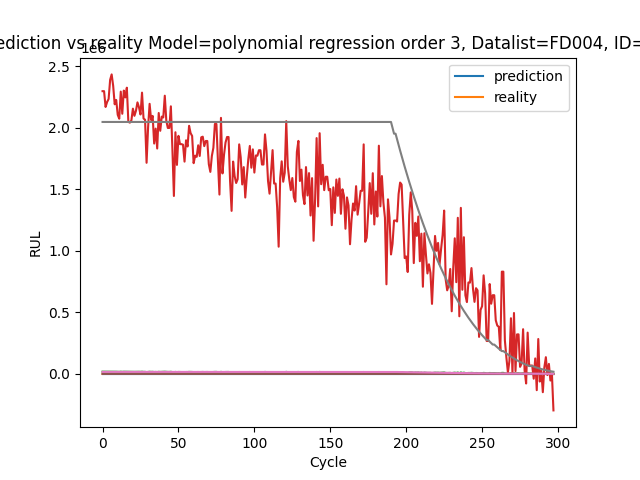 ediction vs reality Model=polynomial regression order 3, Datalist=FD004, ID=
1e6
2.5
2.0
1.5
1.0
0.5
0.0
RUL
prediction
reality
0 50 100 150 200 250 300
Cycle